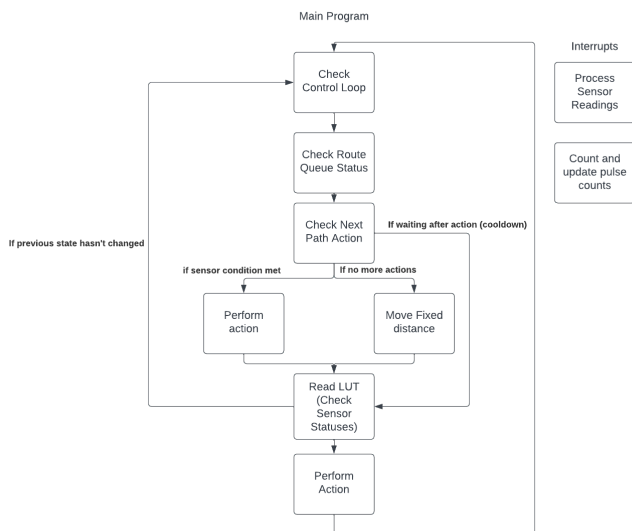 Main Program
Interrupts
Check
Control Loop
Process
Sensor
Readings
Check Route
Queue Status
Count and
update pulse
counts
Check Next
Path Action
If waiting after action (cooldown)
If previous state hasn't changed
if sensor condition met
If no more actions
Perform
action
Move Fixed
distance
Read LUT
(Check
Sensor
Statuses)
Perform
Action